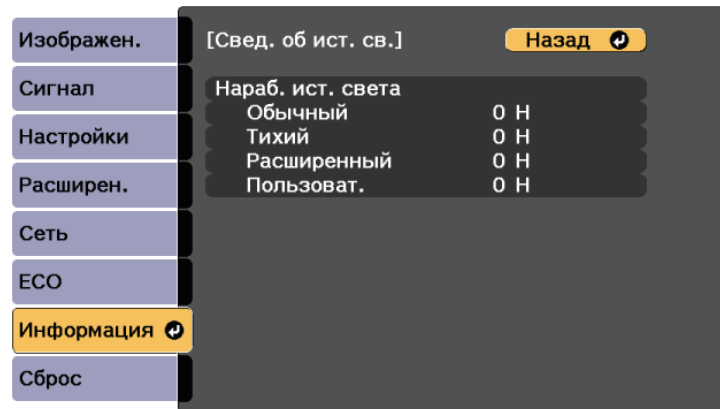 Изображен.
Сигнал
Настройки
Расширен.
Сеть
ECO
Информация
Сброс
[Свед. об ист. св.]
Назад
Нараб. ист. света
Обычный 0 H
Тихий 0 H
Расширенный 0 H
Пользоват. 0 H